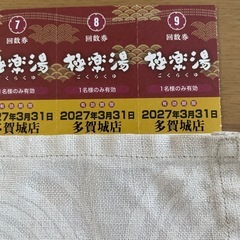 7
回数券
極楽湯
ごくらくゆ
1名様のみ有効
有効期限
2027年3月31日
多賀城店
8
回数券
極楽湯
ごくらくゆ
1名様のみ有効
有効期限
2027年3月31日
多賀城店
9
回数券
極楽湯
ごくらくゆ
1名様のみ有効
有効期限
2027年3月31日
多賀城店